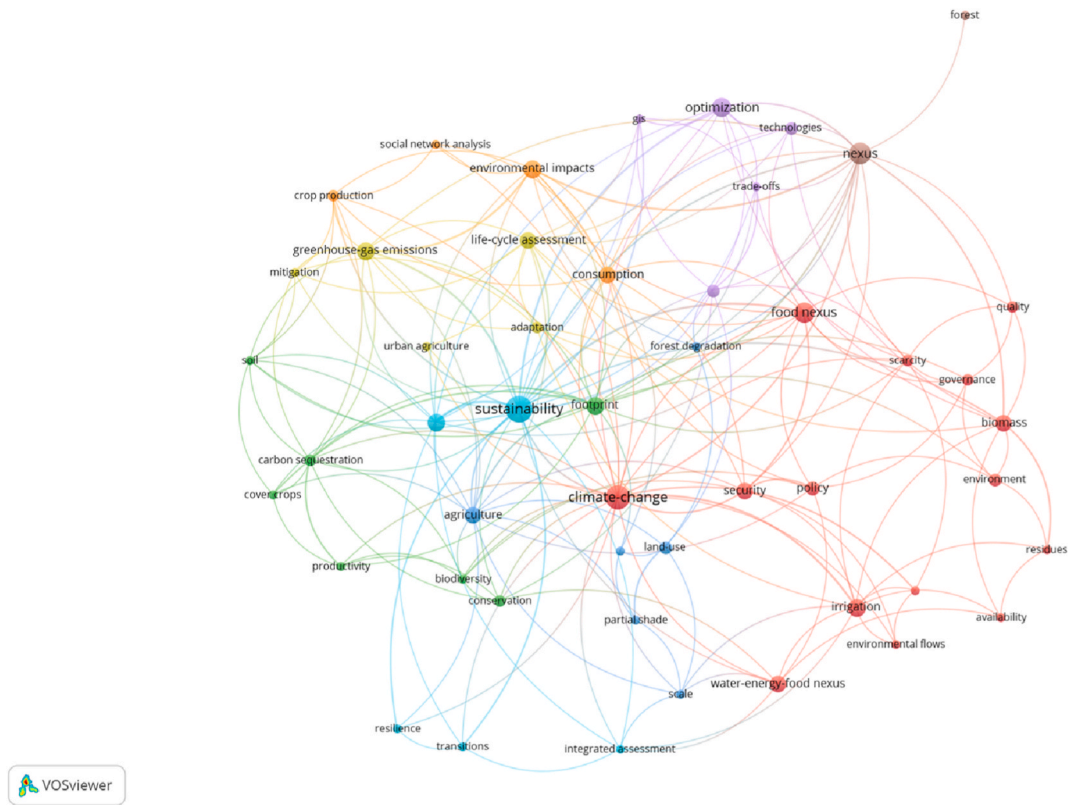 forest
optimization
gis
technologies
social network analysis
nexus
environmental impacts
trade-offs
crop production
life-cycle assessment
greenhouse-gas emissions
mitigation
consumption
quality
food nexus
adaptation
urban agriculture
forest degradation
soil
scarcity
governance
sustainability
footprint
biomass
carbon sequestration
environment
cover crops
climate-change
security
policy
agriculture
land-use
residues
productivity
biodiversity
conservation
irrigation
partial shade
availability
environmental flows
water-energy-food nexus
scale
resilience
transitions
integrated assessment
VOSviewer